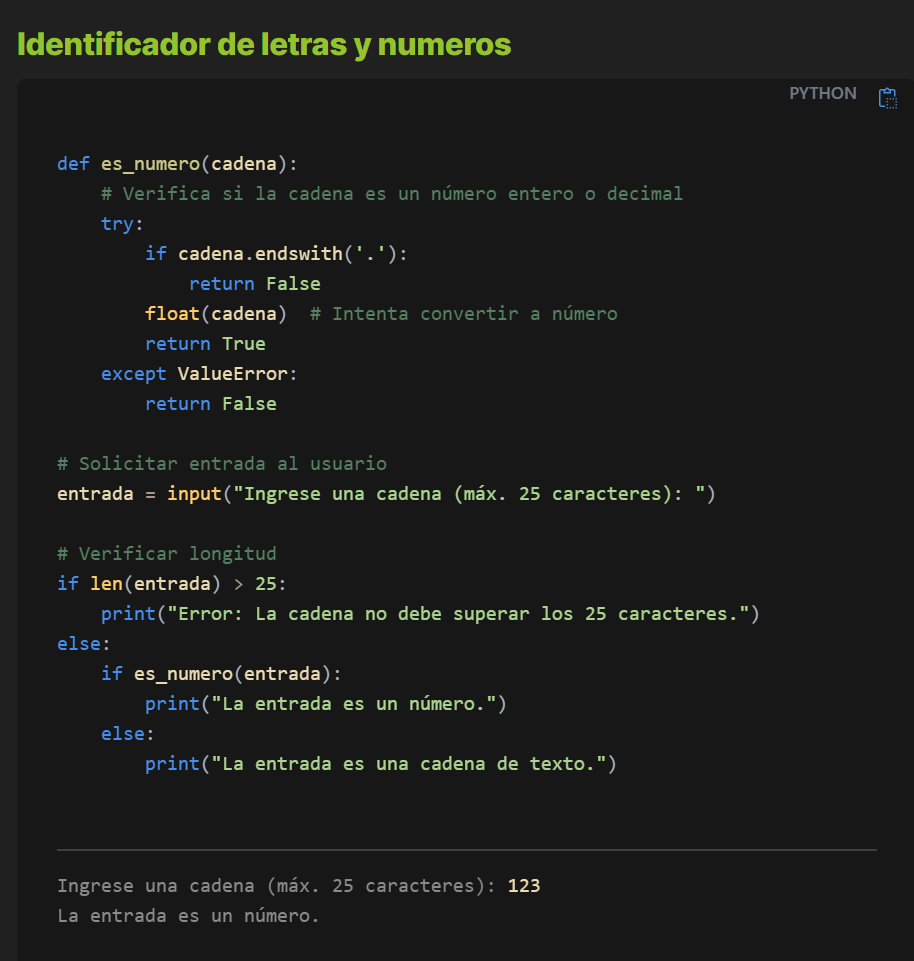 Identificador de letras y numeros
PYTHON
def es_numero(cadena):
    # Verifica si la cadena es un número entero o decimal
    try:
        if cadena.endswith('.'):
            return False
        float(cadena)  # Intenta convertir a número
        return True
    except ValueError:
        return False
# Solicitar entrada al usuario
entrada = input("Ingrese una cadena (máx. 25 caracteres): ")
# Verificar longitud
if len(entrada) > 25:
    print("Error: La cadena no debe superar los 25 caracteres.")
else:
    if es_numero(entrada):
        print("La entrada es un número.")
    else:
        print("La entrada es una cadena de texto.")
Ingrese una cadena (máx. 25 caracteres): 123
La entrada es un número.